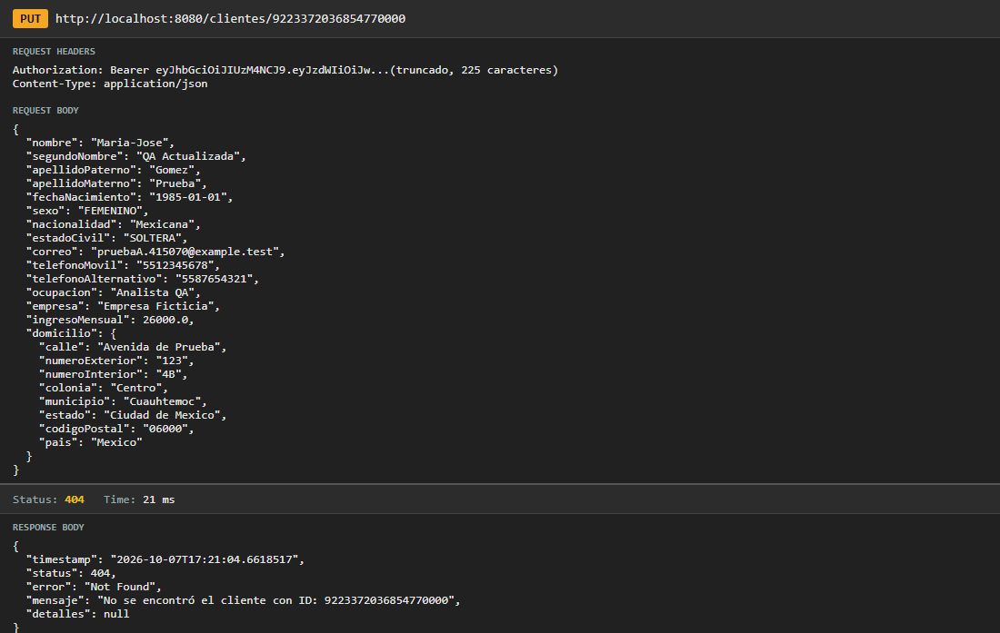 PUT http://localhost:8080/clientes/9223372036854770000
REQUEST HEADERS
Authorization: Bearer eyJhbGciOiJIUzM4NCJ9.eyJzdWIiOiJw...(truncado, 225 caracteres)
Content-Type: application/json
REQUEST BODY
{
  "nombre": "Maria-Jose",
  "segundoNombre": "QA Actualizada",
  "apellidoPaterno": "Gomez",
  "apellidoMaterno": "Prueba",
  "fechaNacimiento": "1985-01-01",
  "sexo": "FEMENINO",
  "nacionalidad": "Mexicana",
  "estadoCivil": "SOLTERA",
  "correo": "pruebaA.415070@example.test",
  "telefonoMovil": "5512345678",
  "telefonoAlternativo": "5587654321",
  "ocupacion": "Analista QA",
  "empresa": "Empresa Ficticia",
  "ingresoMensual": 26000.0,
  "domicilio": {
    "calle": "Avenida de Prueba",
    "numeroExterior": "123",
    "numeroInterior": "4B",
    "colonia": "Centro",
    "municipio": "Cuauhtemoc",
    "estado": "Ciudad de Mexico",
    "codigoPostal": "06000",
    "pais": "Mexico"
  }
}
Status: 404 Time: 21 ms
RESPONSE BODY
{
  "timestamp": "2026-10-07T17:21:04.6618517",
  "status": 404,
  "error": "Not Found",
  "mensaje": "No se encontró el cliente con ID: 9223372036854770000",
  "detalles": null
}